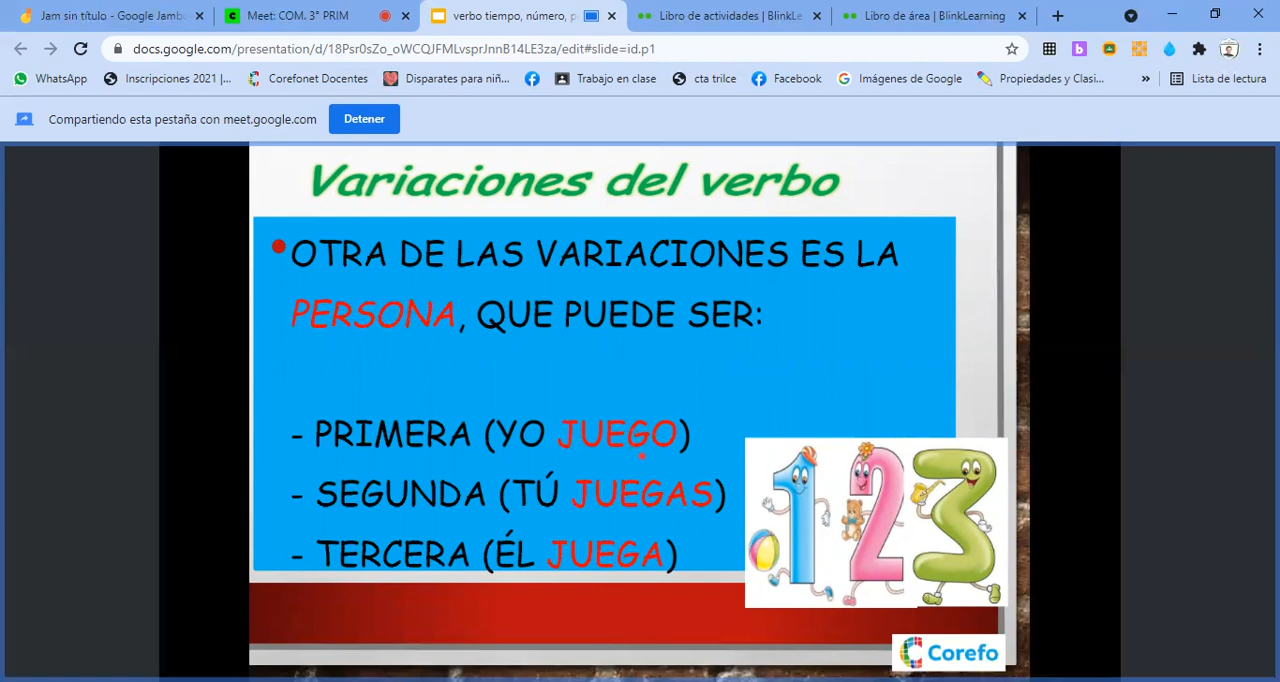 Jam sin título - Google Jambo
Meet: COM. 3° PRIM
verbo tiempo, número, p
Libro de actividades | BlinkLe
Libro de área | BlinkLearning
docs.google.com/presentation/d/18Psr0sZo_oWCQJFMLvsprJnnB14LE3za/edit#slide=id.p1
WhatsApp
Inscripciones 2021 |...
Corefonet Docentes
Disparates para niñ...
Trabajo en clase
cta trilce
Facebook
Imágenes de Google
Propiedades y Clasi...
»
Lista de lectura
Compartiendo esta pestaña con meet.google.com
Detener
Variaciones del verbo
•OTRA DE LAS VARIACIONES ES LA
PERSONA, QUE PUEDE SER:
- PRIMERA (YO JUEGO)
- SEGUNDA (TÚ JUEGAS)
- TERCERA (ÉL JUEGA)
1 2 3
Corefo